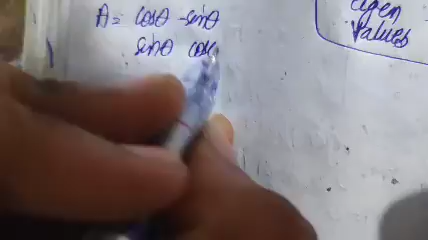 A = cosθ -sinθ
sinθ cos
eigen
values